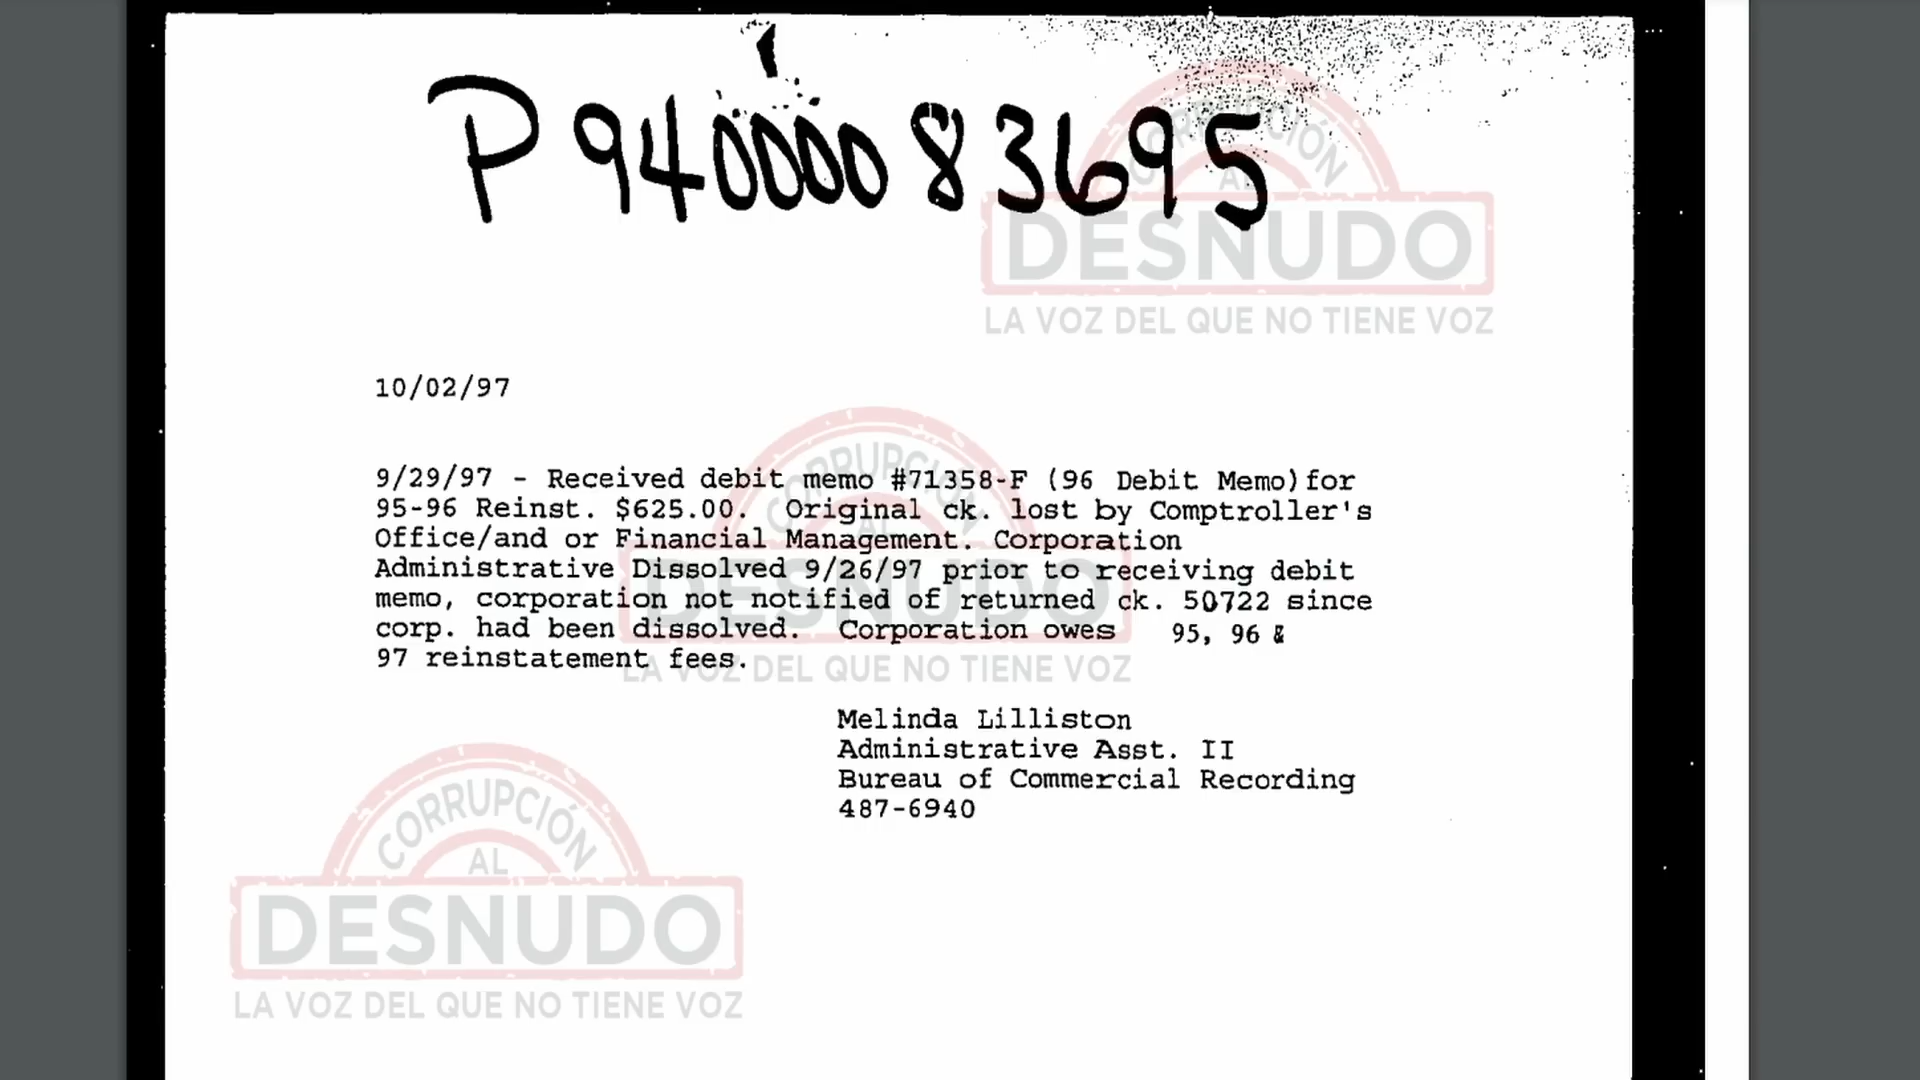 P94000083695
CORRUPCIÓN
AL
DESNUDO
LA VOZ DEL QUE NO TIENE VOZ
10/02/97
9/29/97 - Received debit memo #71358-F (96 Debit Memo)for
95-96 Reinst. $625.00. Original ck. lost by Comptroller's
Office/and or Financial Management. Corporation
Administrative Dissolved 9/26/97 prior to receiving debit
memo, corporation not notified of returned ck. 50722 since
corp. had been dissolved. Corporation owes 95, 96 &
97 reinstatement fees.
CORRUPCIÓN
AL
DESNUDO
LA VOZ DEL QUE NO TIENE VOZ
Melinda Lilliston
Administrative Asst. II
Bureau of Commercial Recording
487-6940
CORRUPCIÓN
AL
DESNUDO
LA VOZ DEL QUE NO TIENE VOZ